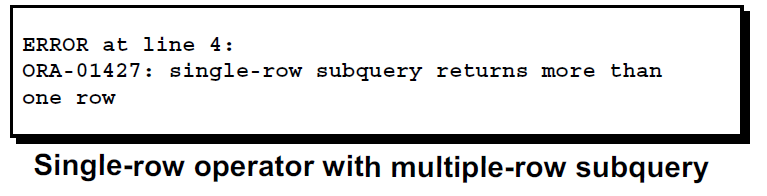 ERROR at line 4:
ORA-01427: single-row subquery returns more than
one row
Single-row operator with multiple-row subquery